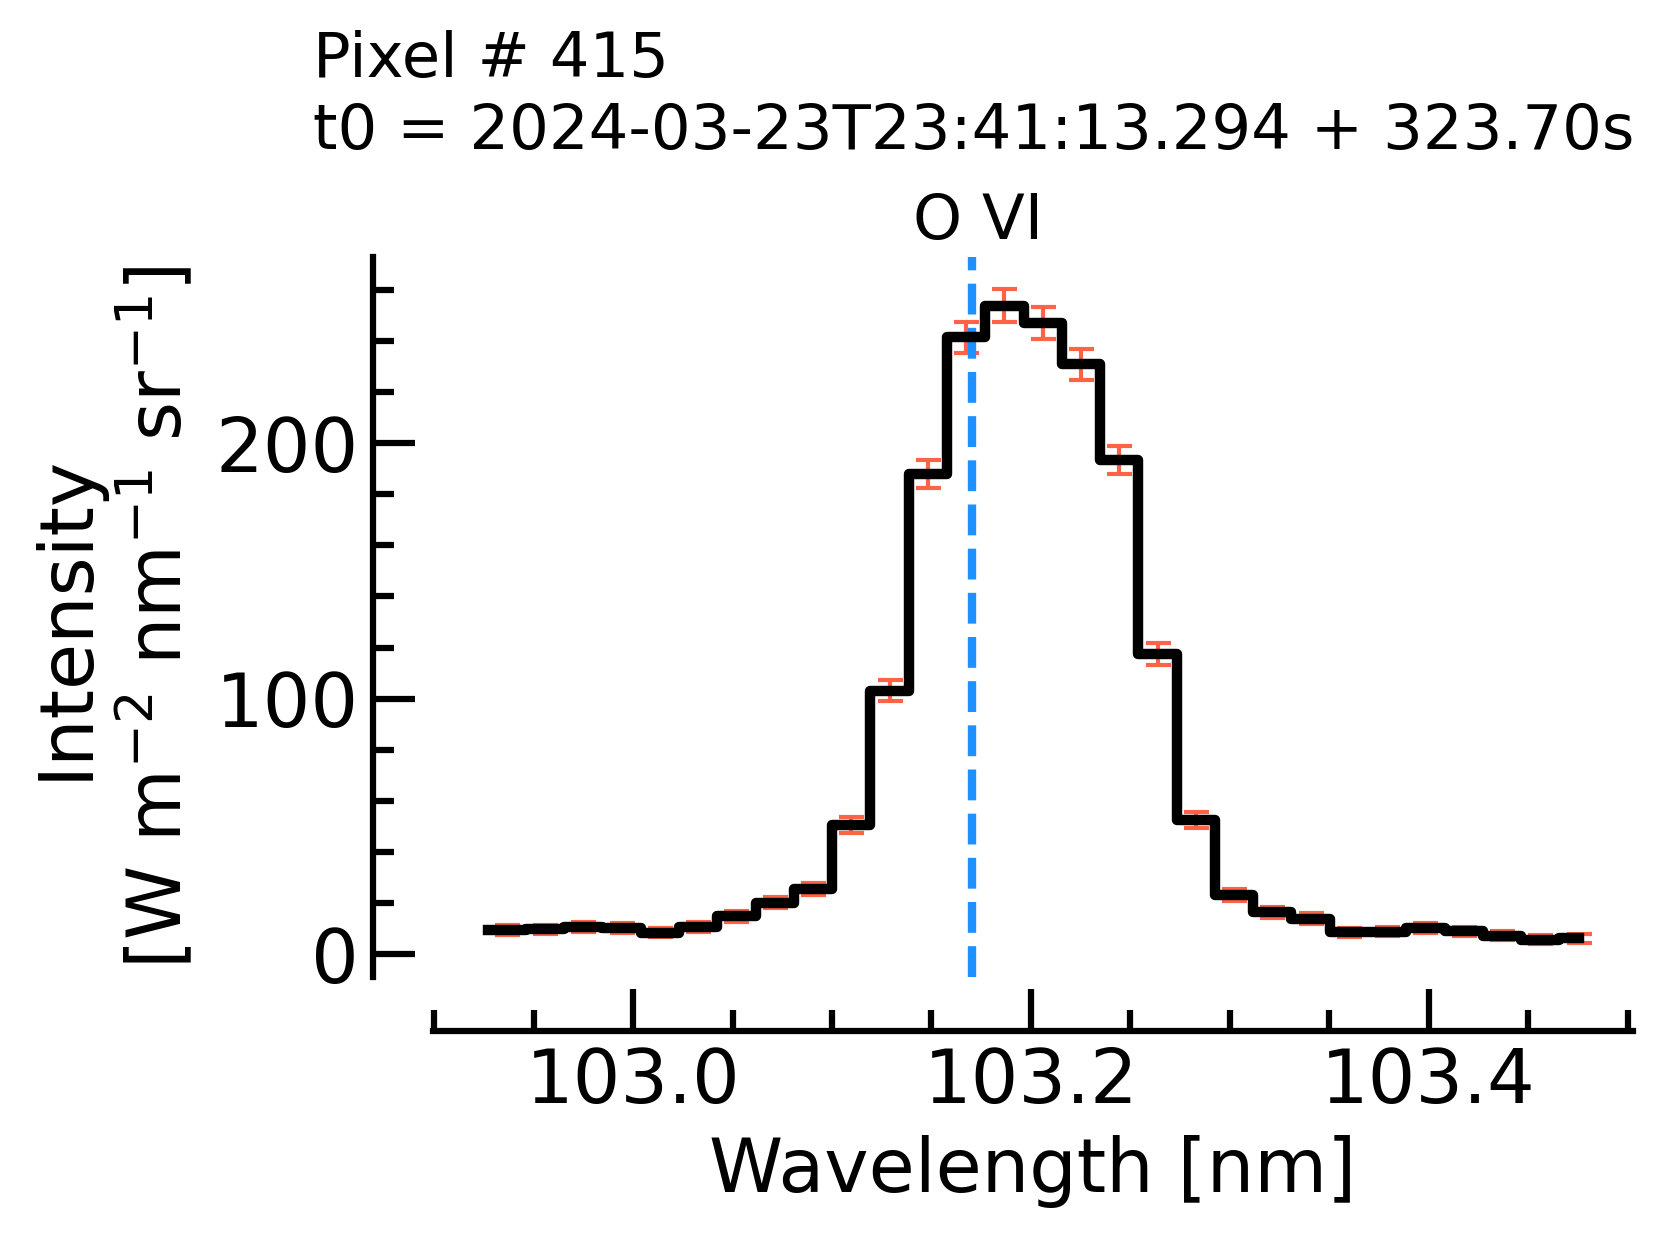 Pixel # 415
t0 = 2024-03-23T23:41:13.294 + 323.70s
O VI
Intensity
[W m⁻² nm⁻¹ sr⁻¹]
200
100
0
103.0 103.2 103.4
Wavelength [nm]